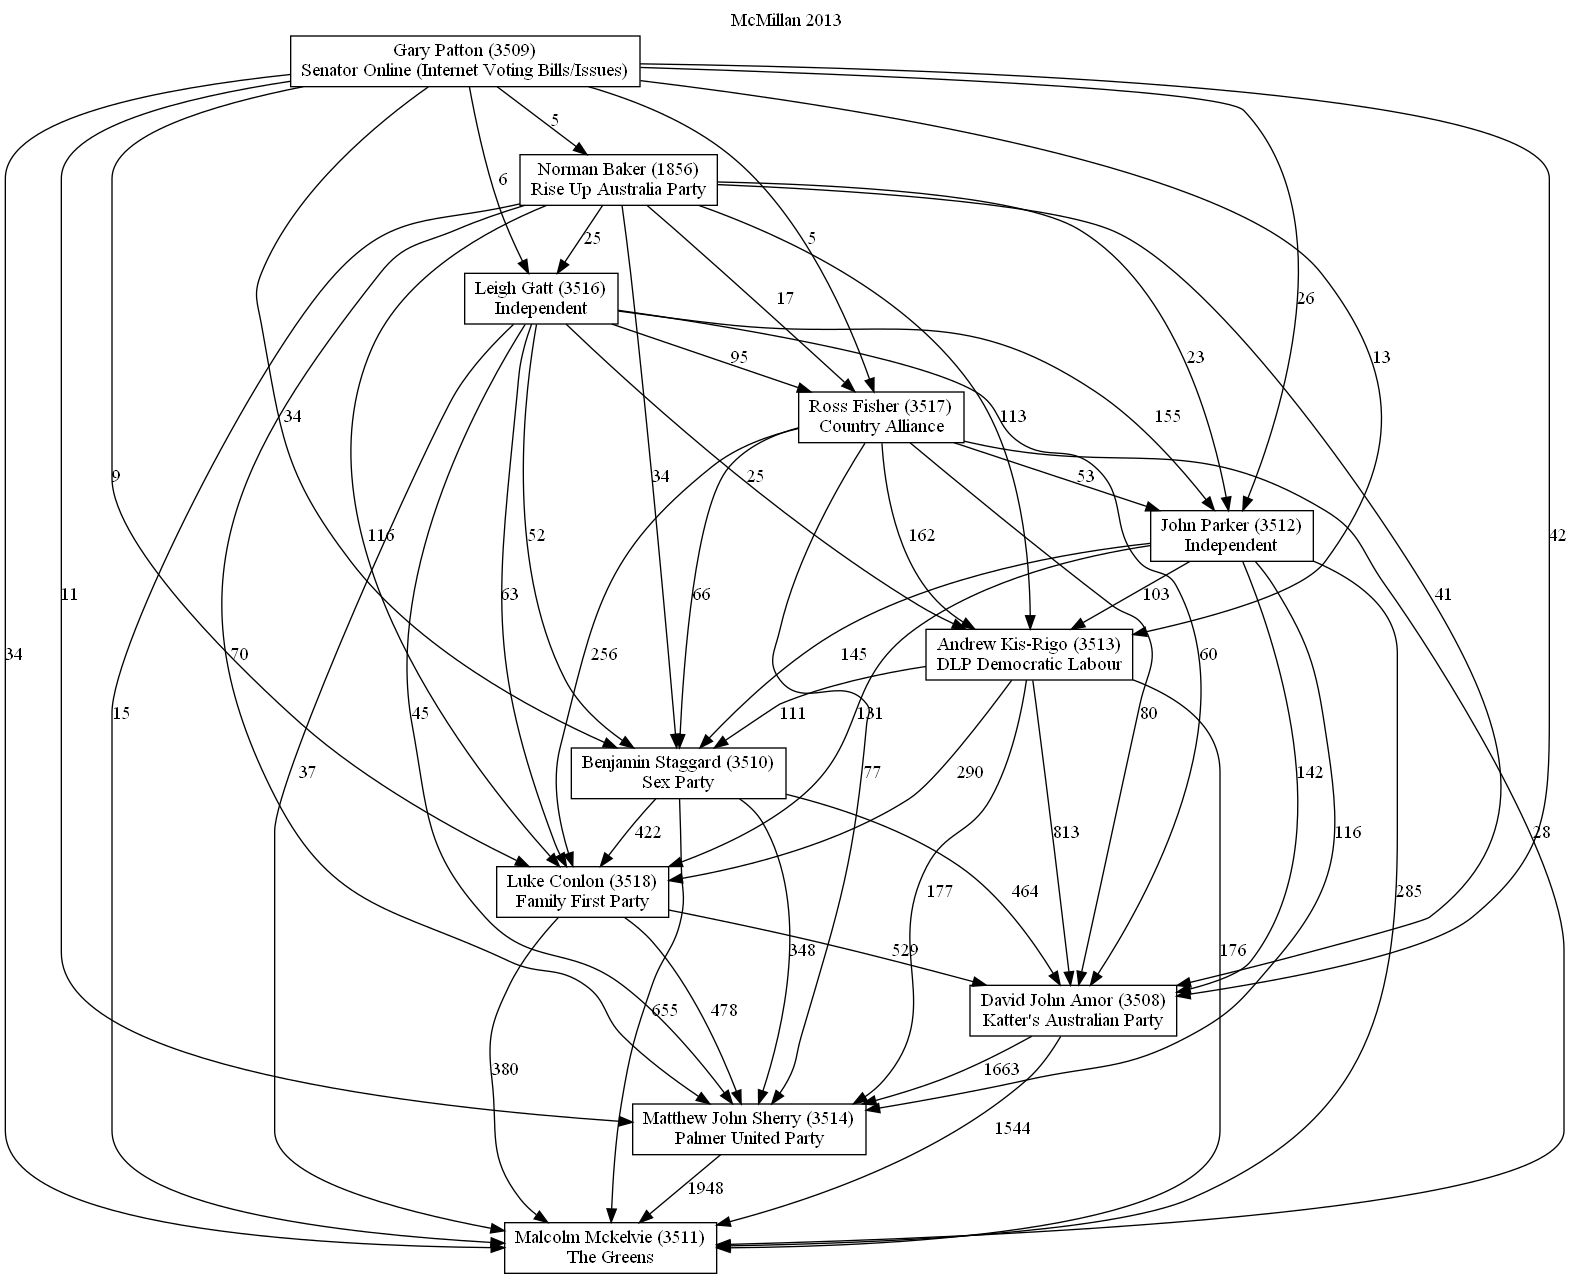 McMillan 2013
Gary Patton (3509)
Senator Online (Internet Voting Bills/Issues)
5
Norman Baker (1856)
Rise Up Australia Party
6
25
5
Leigh Gatt (3516)
Independent
17
26
95
23
13
Ross Fisher (3517)
Country Alliance
34
113
155
9
34
25
53
116
52
162
John Parker (3512)
Independent
42
11
63
66
103
41
34
70
256
145
Andrew Kis-Rigo (3513)
DLP Democratic Labour
60
15
45
111
131
80
37
Benjamin Staggard (3510)
Sex Party
77
290
142
422
813
116
28
Luke Conlon (3518)
Family First Party
177
464
285
348
529
176
655
478
David John Amor (3508)
Katter's Australian Party
380
1663
Matthew John Sherry (3514)
Palmer United Party
1544
1948
Malcolm Mckelvie (3511)
The Greens